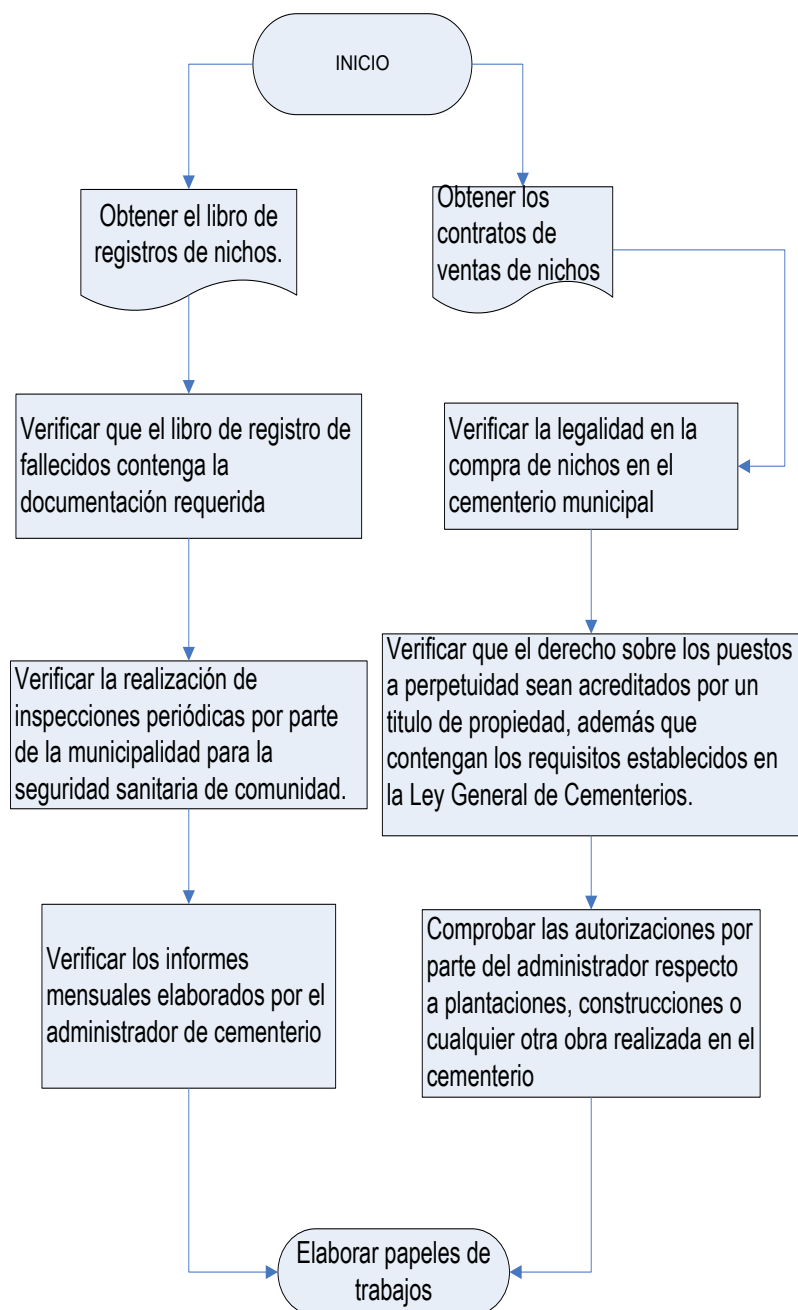 INICIO
Obtener el libro de
registros de nichos.
Obtener los
contratos de
ventas de nichos
Verificar que el libro de registro de
fallecidos contenga la
documentación requerida
Verificar la legalidad en la
compra de nichos en el
cementerio municipal
Verificar la realización de
inspecciones periódicas por parte
de la municipalidad para la
seguridad sanitaria de comunidad.
Verificar que el derecho sobre los puestos
a perpetuidad sean acreditados por un
titulo de propiedad, además que
contengan los requisitos establecidos en
la Ley General de Cementerios.
Verificar los informes
mensuales elaborados por el
administrador de cementerio
Comprobar las autorizaciones por
parte del administrador respecto
a plantaciones, construcciones o
cualquier otra obra realizada en el
cementerio
Elaborar papeles de
trabajos